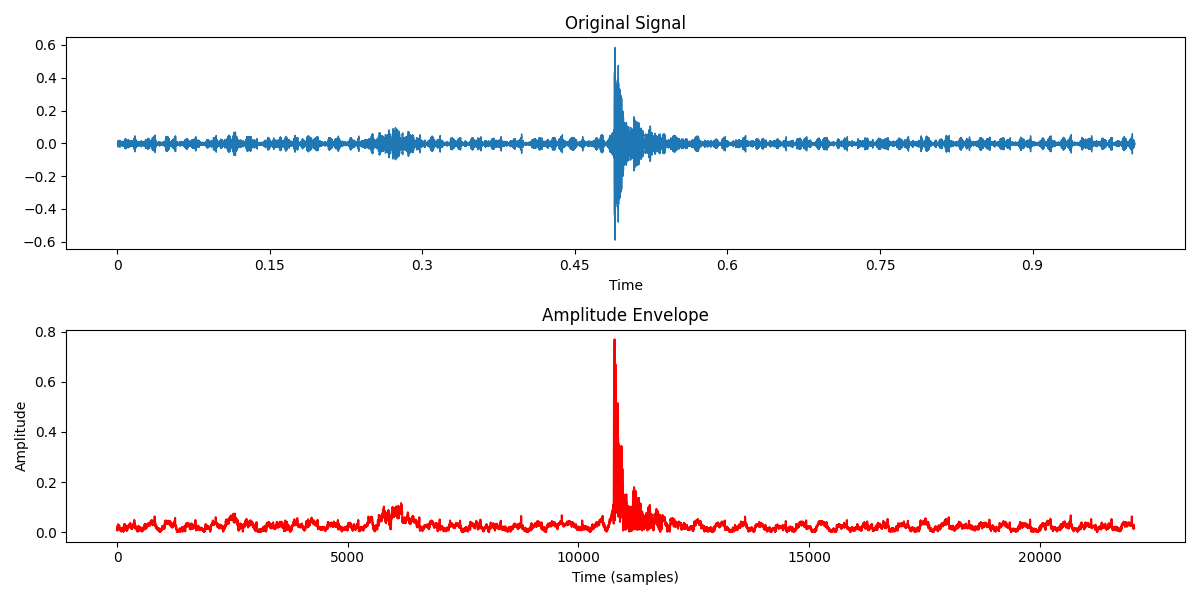 Original Signal
0.6
0.4
0.2
0.0
−0.2
−0.4
−0.6
0 0.15 0.3 0.45 0.6 0.75 0.9
Time
Amplitude Envelope
0.8
0.6
0.4
0.2
0.0
Amplitude
0 5000 10000 15000 20000
Time (samples)